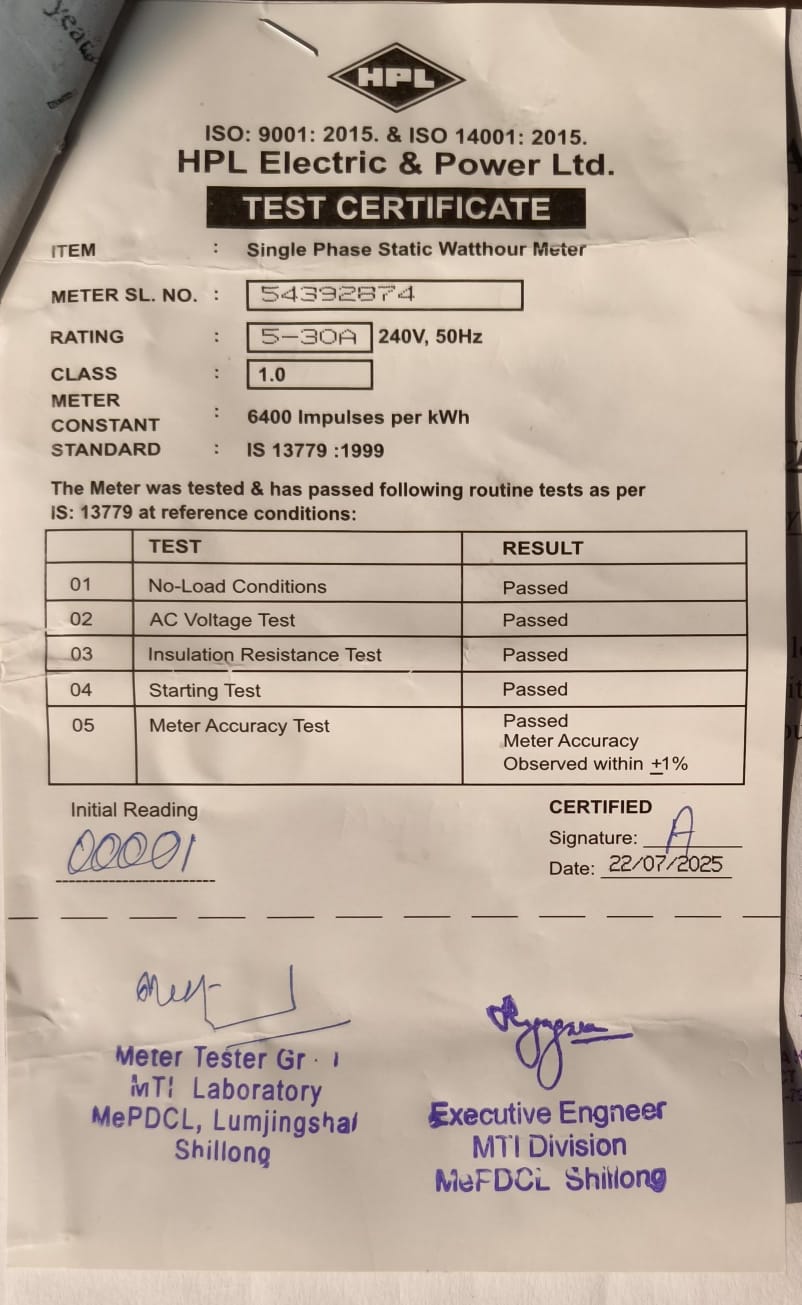 years
HPL
ISO: 9001: 2015. & ISO 14001: 2015.
HPL Electric & Power Ltd.
TEST CERTIFICATE
ITEM : Single Phase Static Watthour Meter
METER SL. NO. : 54392874
RATING : 5-30A 240V, 50Hz
CLASS : 1.0
METER
CONSTANT : 6400 Impulses per kWh
STANDARD : IS 13779 :1999
The Meter was tested & has passed following routine tests as per
IS: 13779 at reference conditions:
TEST RESULT
01 No-Load Conditions Passed
02 AC Voltage Test Passed
03 Insulation Resistance Test Passed
04 Starting Test Passed
05 Meter Accuracy Test Passed
Meter Accuracy
Observed within ±1%
Initial Reading
00001
CERTIFIED
Signature:
Date: 22/07/2025
Meter Tester Gr - I
MTI Laboratory
MePDCL, Lumjingshai
Shillong
Executive Engneer
MTI Division
MePDCL Shillong